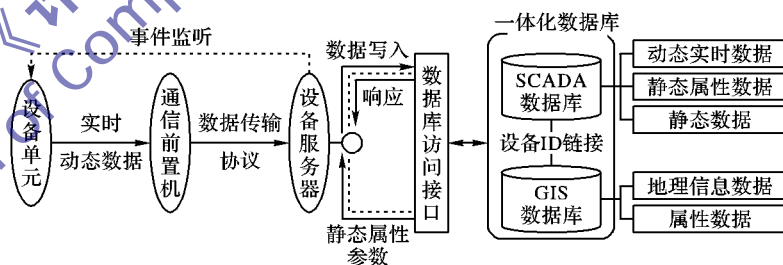 事件监听
设备单元
实时
动态数据
通信前置机
数据传输
协议
设备服务器
数据写入
响应
静态属性
参数
数据库访问接口
一体化数据库
SCADA
数据库
设备ID链接
GIS
数据库
动态实时数据
静态属性数据
静态数据
地理信息数据
属性数据
of Comp